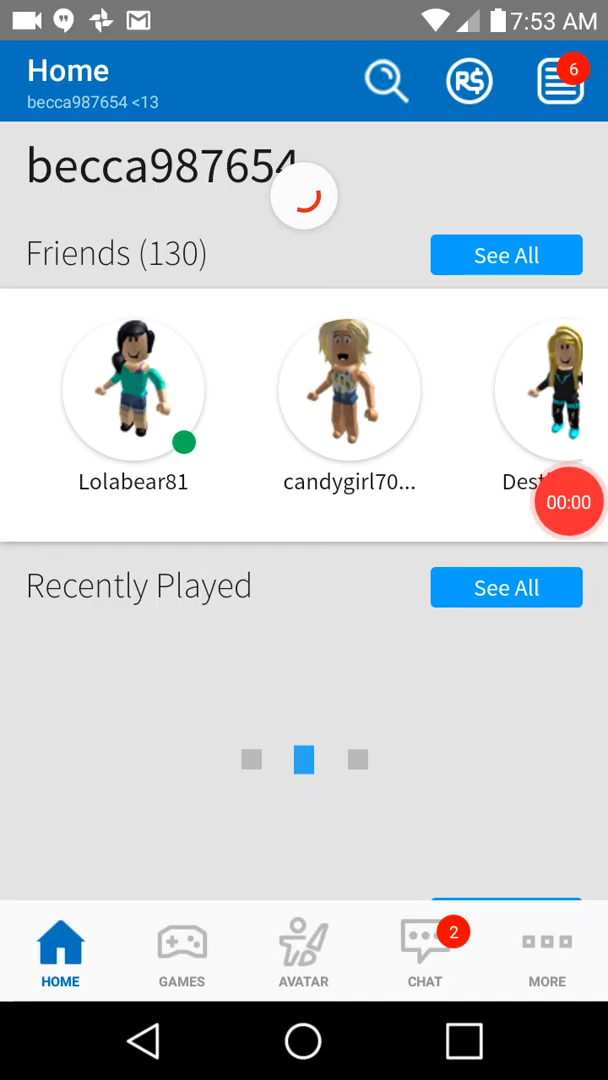 7:53 AM
Home
becca987654 <13
R$
6
becca987654
Friends (130)
See All
Lolabear81
candygirl70...
00:00
Recently Played
See All
2
HOME
GAMES
AVATAR
CHAT
MORE